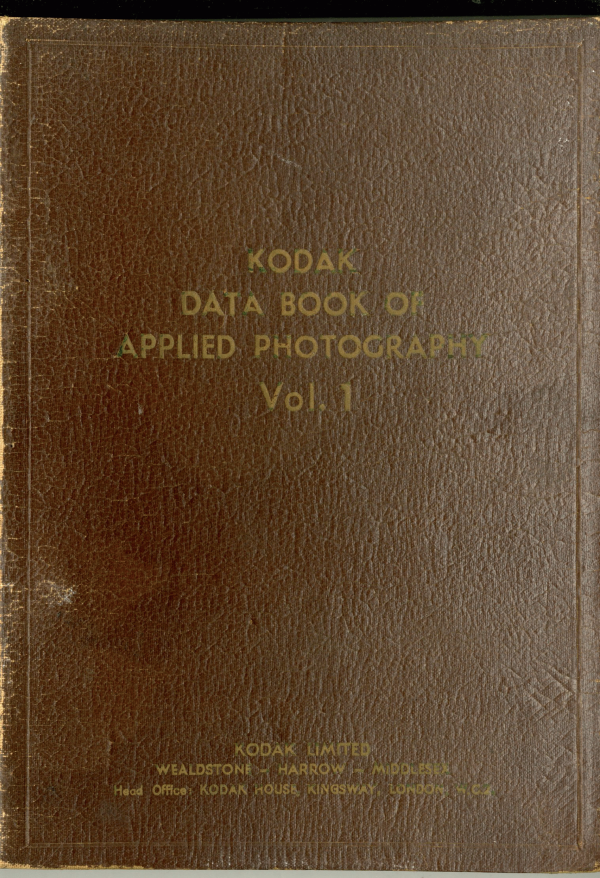 KODAK
DATA BOOK OF
APPLIED PHOTOGRAPHY
Vol. 1
KODAK LIMITED
WEALDSTONE – HARROW – MIDDLESEX
Head Office: KODAK HOUSE, KINGSWAY, LONDON, W.C.2